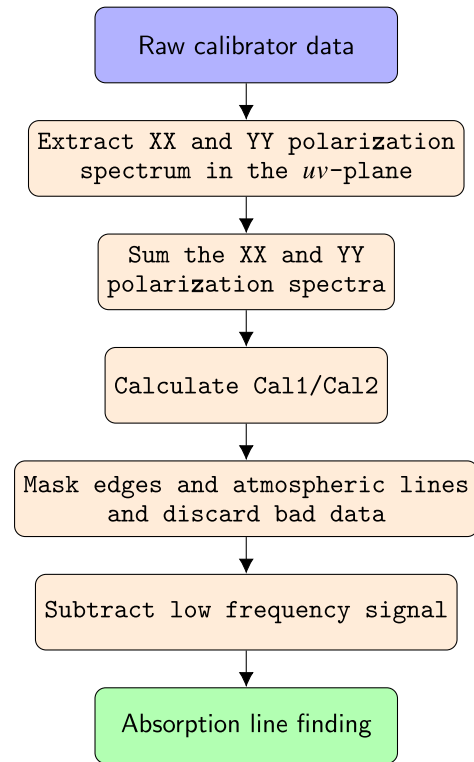 Raw calibrator data
Extract XX and YY polarization
spectrum in the uv-plane
Sum the XX and YY
polarization spectra
Calculate Cal1/Cal2
Mask edges and atmospheric lines
and discard bad data
Subtract low frequency signal
Absorption line finding